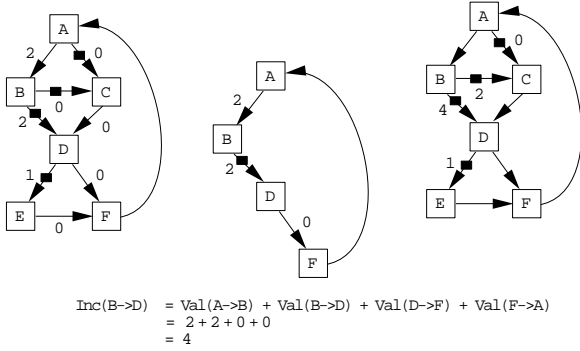 A
2
0
B
0
C
2
0
D
1
0
E
0
F
A
2
B
2
D
0
F
A
0
B
2
C
4
D
1
E
F
Inc(B->D) = Val(A->B) + Val(B->D) + Val(D->F) + Val(F->A)
= 2+2+0+0
= 4